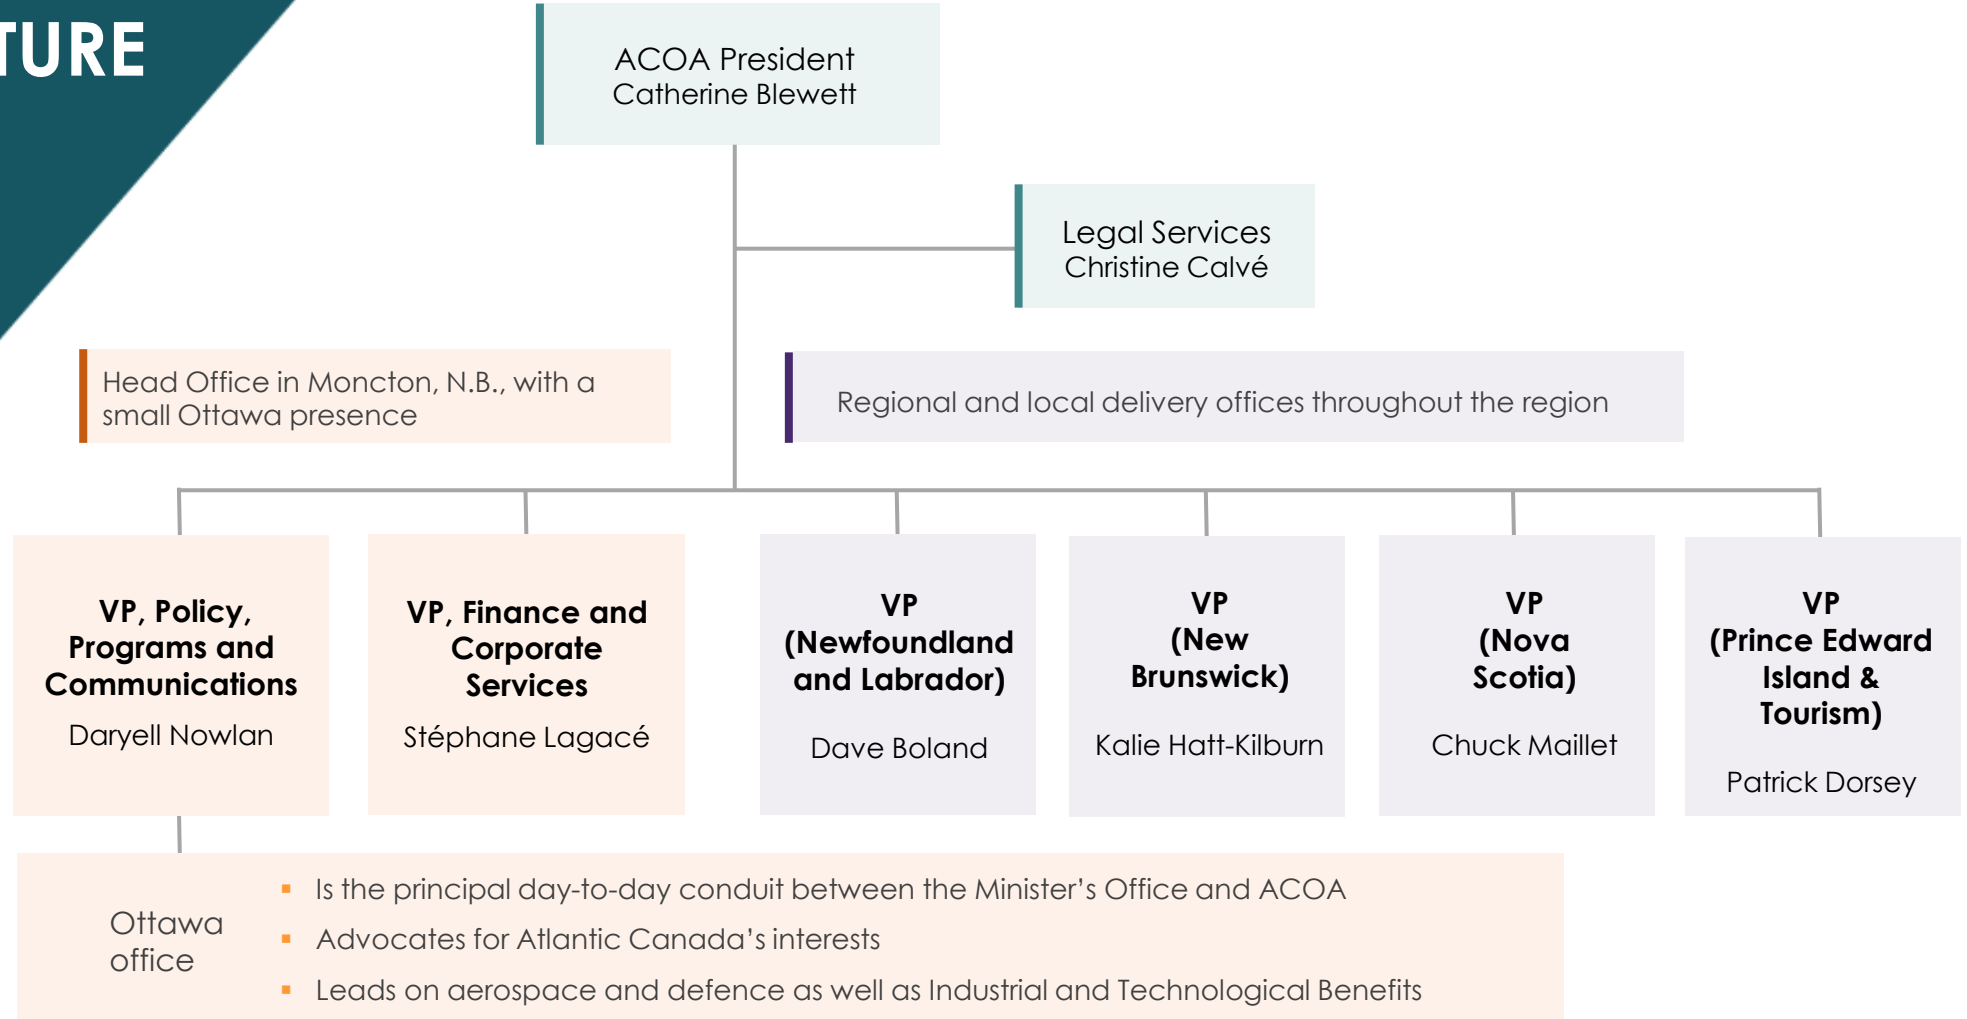 TURE
ACOA President
Catherine Blewett
Legal Services
Christine Calvé
Head Office in Moncton, N.B., with a
small Ottawa presence
Regional and local delivery offices throughout the region
VP, Policy,
Programs and
Communications
Daryell Nowlan
VP, Finance and
Corporate
Services
Stéphane Lagacé
VP
(Newfoundland
and Labrador)
Dave Boland
VP
(New
Brunswick)
Kalie Hatt-Kilburn
VP
(Nova
Scotia)
Chuck Maillet
VP
(Prince Edward
Island &
Tourism)
Patrick Dorsey
Ottawa
office
▪ Is the principal day-to-day conduit between the Minister’s Office and ACOA
▪ Advocates for Atlantic Canada’s interests
▪ Leads on aerospace and defence as well as Industrial and Technological Benefits